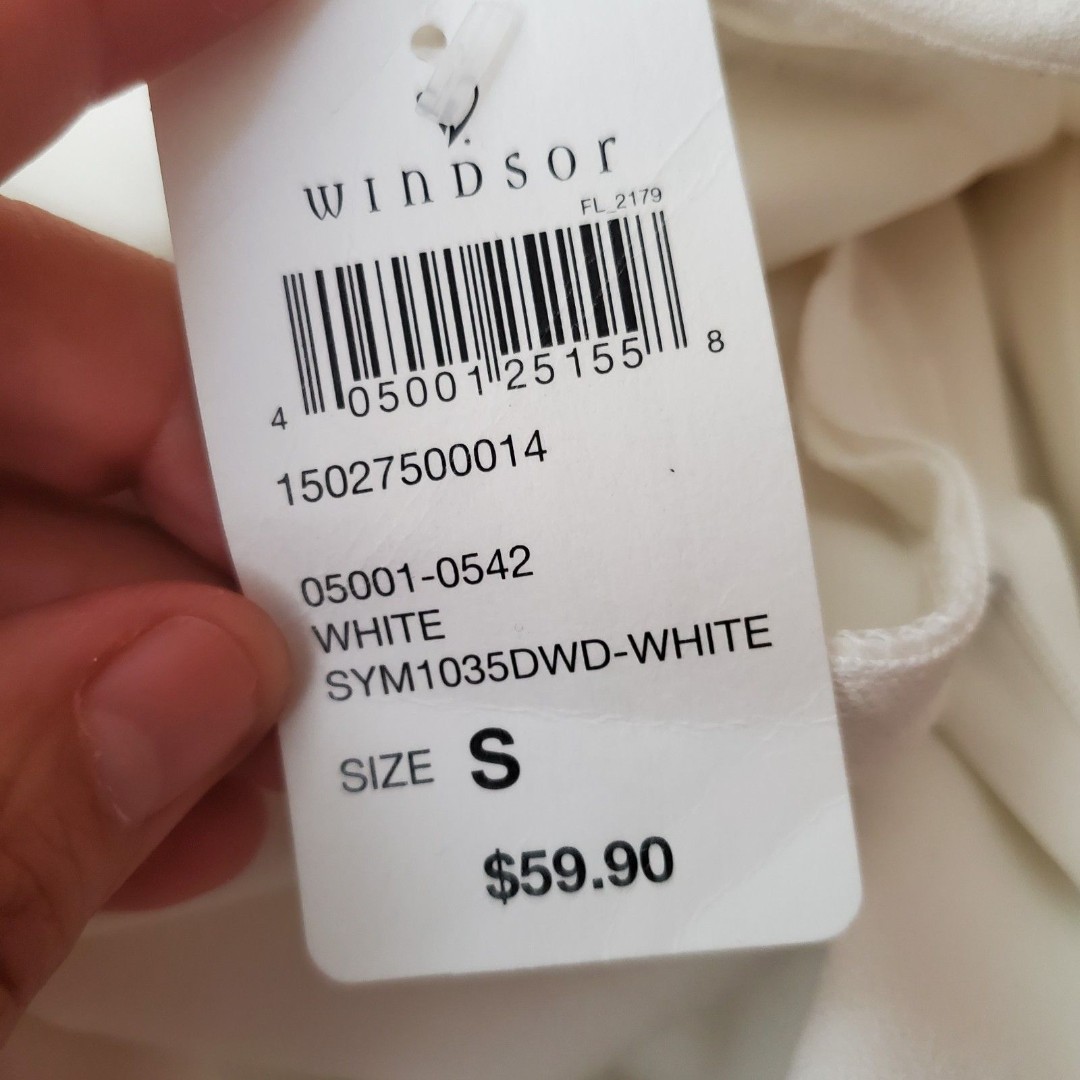 WINDSOR
FL_2179
4 05001 25155 8
15027500014
05001-0542
WHITE
SYM1035DWD-WHITE
SIZE S
$59.90